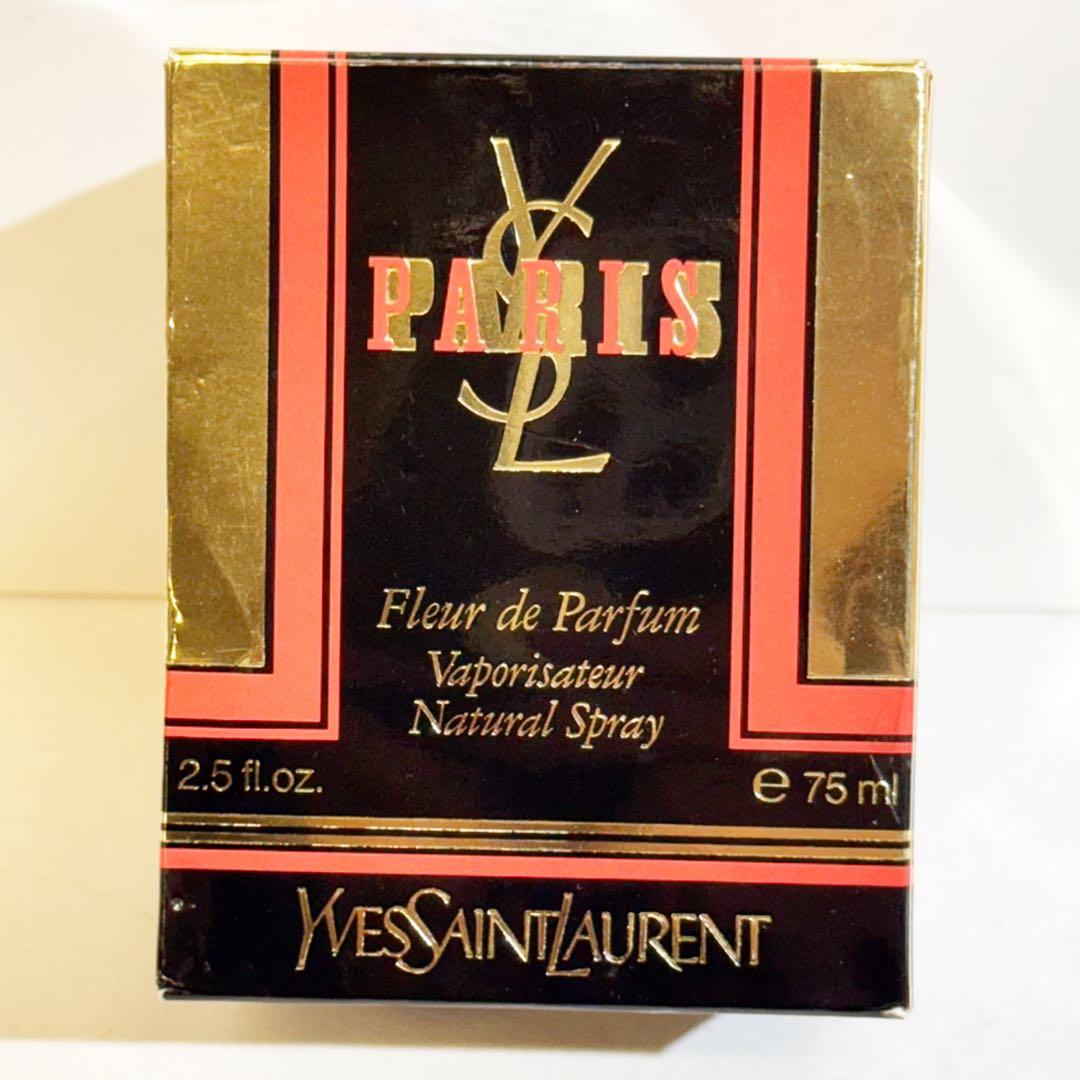 YSL
PARIS
Fleur de Parfum
Vaporisateur
Natural Spray
2.5 fl.oz. ℮ 75 ml
YVESSAINTLAURENT